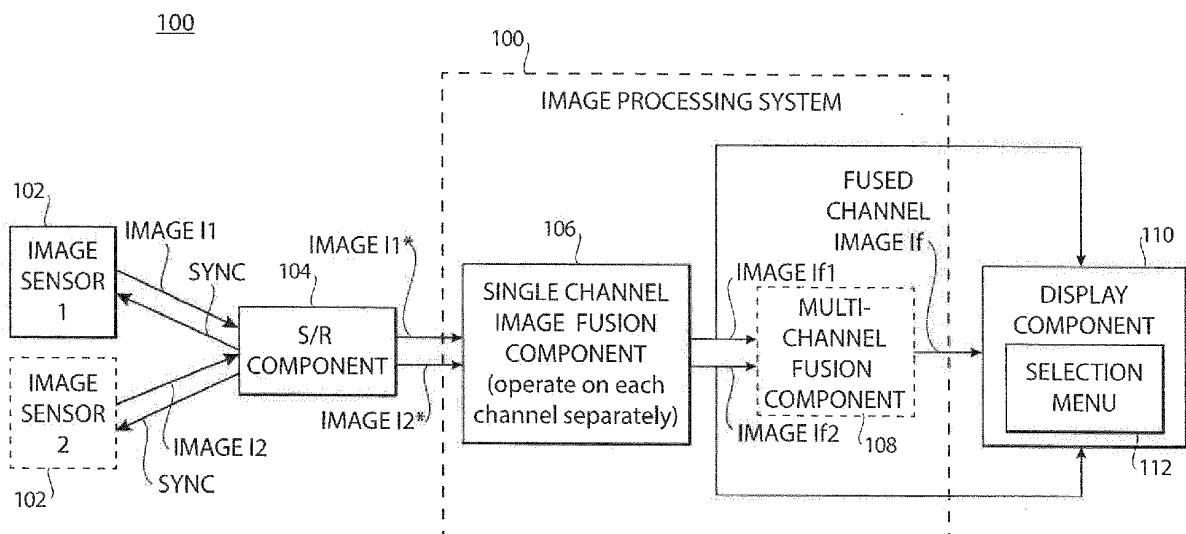 100
100
IMAGE PROCESSING SYSTEM
102
IMAGE
SENSOR
1
IMAGE I1
SYNC
104
S/R
COMPONENT
IMAGE
SENSOR
2
102
IMAGE I2
SYNC
IMAGE I1*
IMAGE I2*
106
SINGLE CHANNEL
IMAGE FUSION
COMPONENT
(operate on each
channel separately)
IMAGE If1
IMAGE If2
MULTI-
CHANNEL
FUSION
COMPONENT
108
FUSED
CHANNEL
IMAGE If
110
DISPLAY
COMPONENT
SELECTION
MENU
112